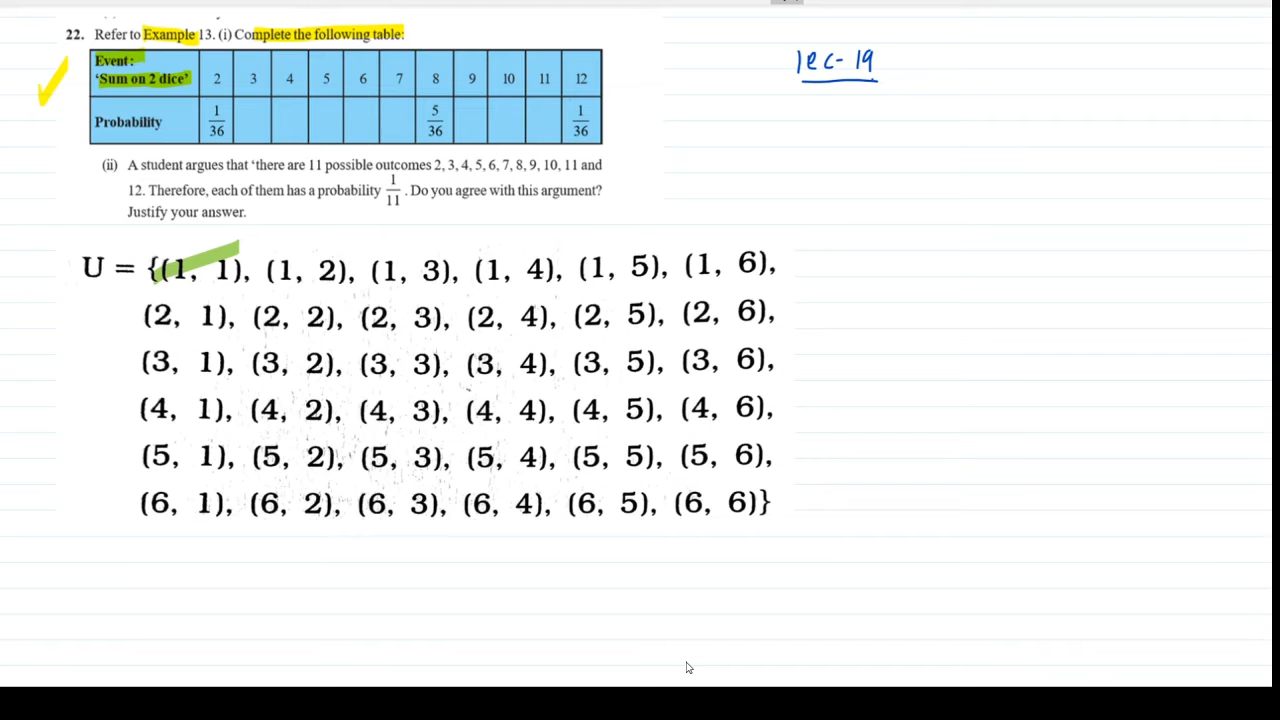 22. Refer to Example 13. (i) Complete the following table:
Event:
'Sum on 2 dice' 2 3 4 5 6 7 8 9 10 11 12
Probability 1/36 5/36 1/36
(ii) A student argues that 'there are 11 possible outcomes 2, 3, 4, 5, 6, 7, 8, 9, 10, 11 and
12. Therefore, each of them has a probability 1/11. Do you agree with this argument?
Justify your answer.
lec-19
U = {(1, 1), (1, 2), (1, 3), (1, 4), (1, 5), (1, 6),
(2, 1), (2, 2), (2, 3), (2, 4), (2, 5), (2, 6),
(3, 1), (3, 2), (3, 3), (3, 4), (3, 5), (3, 6),
(4, 1), (4, 2), (4, 3), (4, 4), (4, 5), (4, 6),
(5, 1), (5, 2), (5, 3), (5, 4), (5, 5), (5, 6),
(6, 1), (6, 2), (6, 3), (6, 4), (6, 5), (6, 6)}